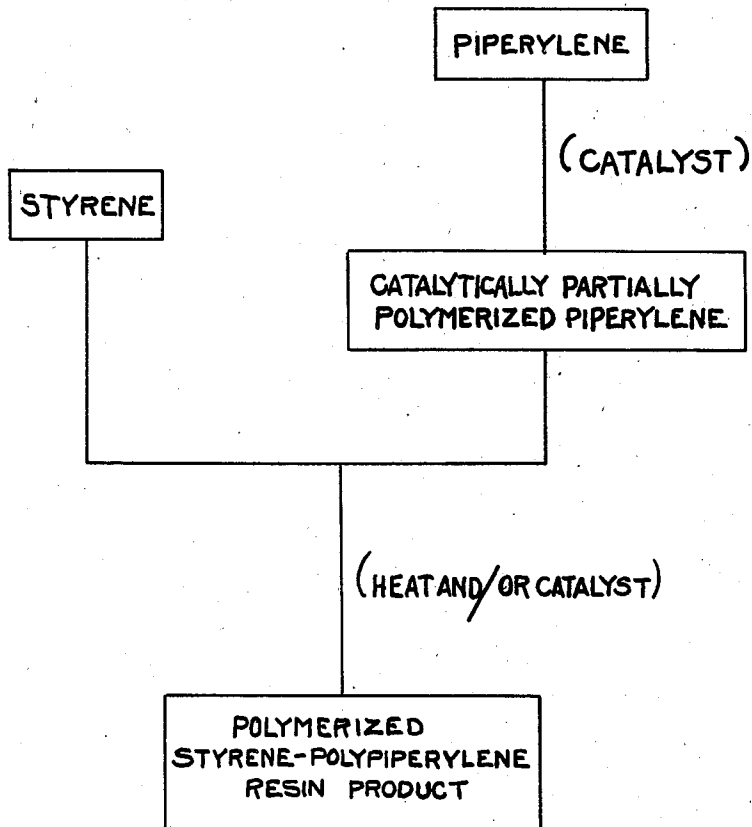 PIPERYLENE
(CATALYST)
STYRENE
CATALYTICALLY PARTIALLY
POLYMERIZED PIPERYLENE
(HEAT AND/OR CATALYST)
POLYMERIZED
STYRENE-POLYPIPERYLENE
RESIN PRODUCT